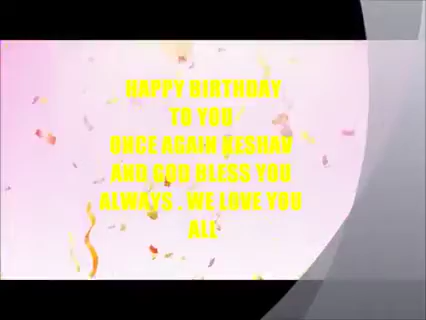 HAPPY BIRTHDAY
TO YOU
ONCE AGAIN KESHAV
AND GOD BLESS YOU
ALWAYS . WE LOVE YOU
ALL